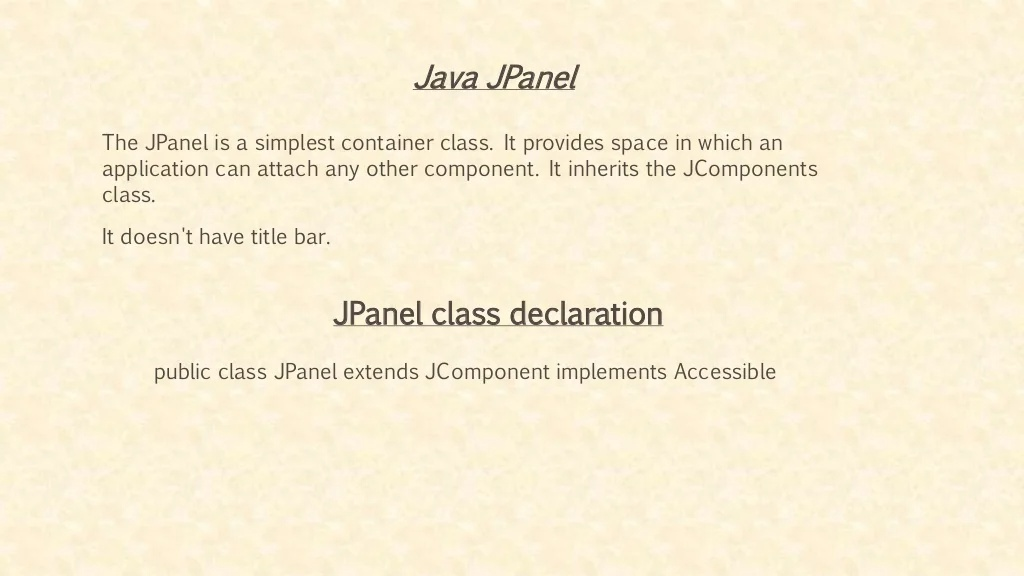 Java JPanel
The JPanel is a simplest container class. It provides space in which an
application can attach any other component. It inherits the JComponents
class.
It doesn't have title bar.
JPanel class declaration
public class JPanel extends JComponent implements Accessible